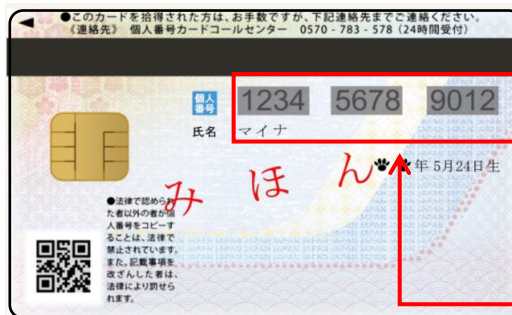 ●このカードを拾得された方は、お手数ですが、下記連絡先までご連絡ください。
《連絡先》 個人番号カードコールセンター 0570-783-578（24時間受付）
個人番号 1234 5678 9012
氏名 マイナ
年 5月24日生
みほん
●法律で認められ
た者以外の者が個
人番号をコピーす
ることは、法律で
禁止されています。
また、記載事項を
改ざんした者は、
法律により罰せら
れます。